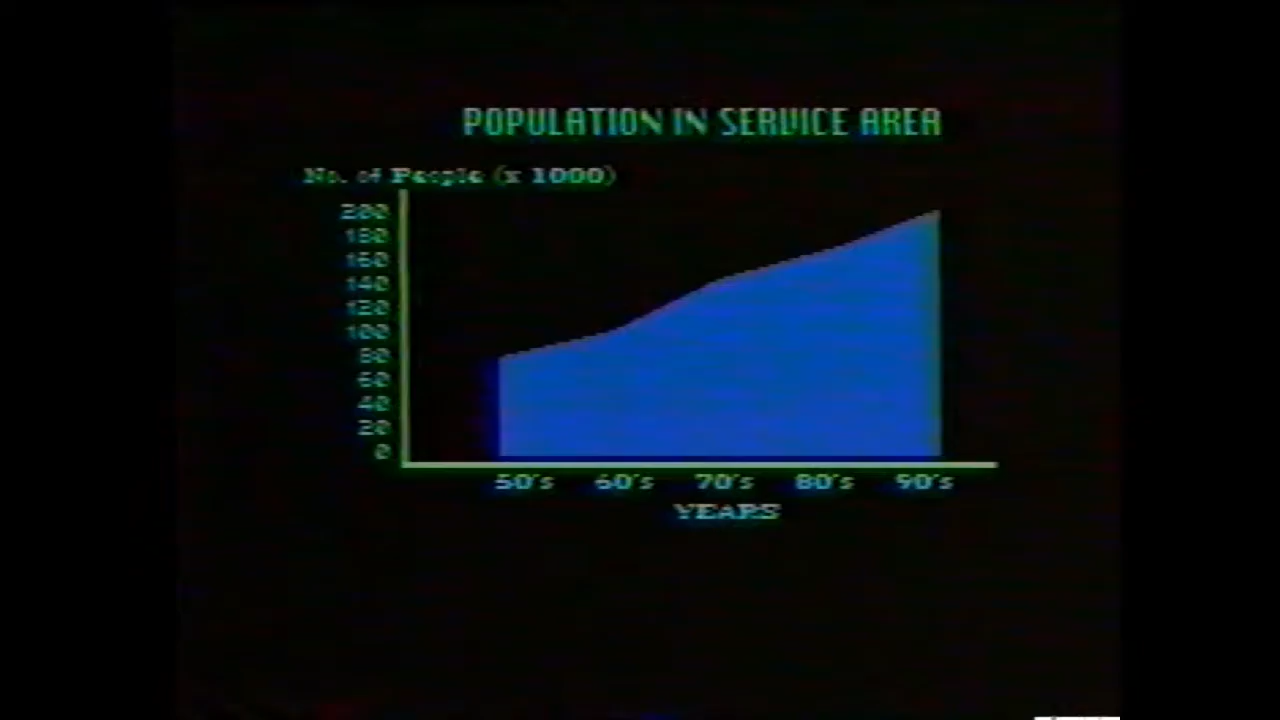 POPULATION IN SERVICE AREA
No. of People (x 1000)
200
180
160
140
120
100
80
60
40
20
0
50's 60's 70's 80's 90's
YEARS